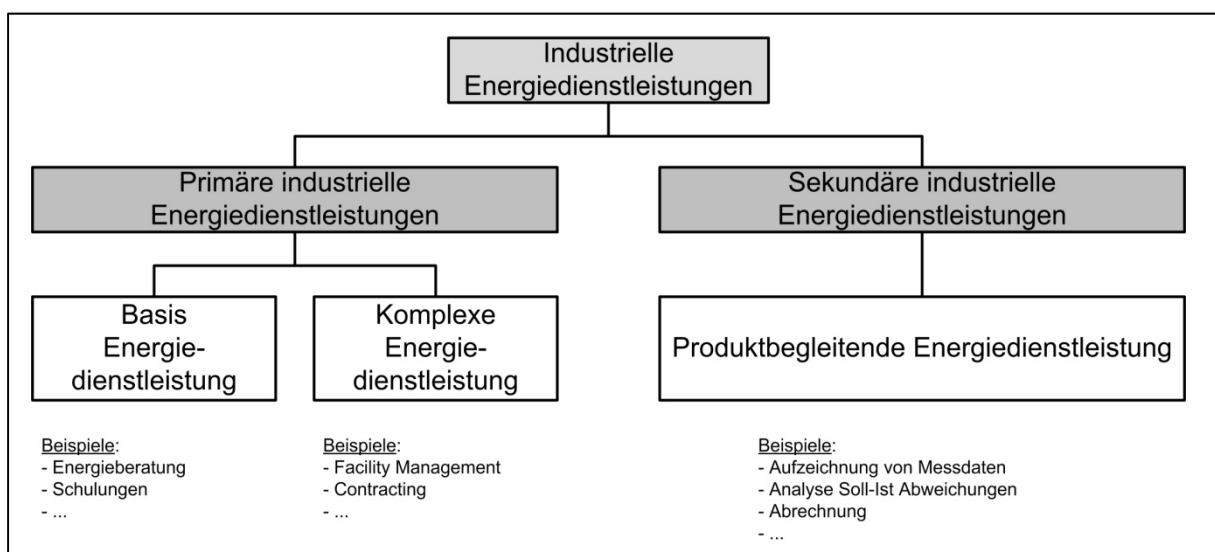 Industrielle
Energiedienstleistungen
Primäre industrielle
Energiedienstleistungen
Sekundäre industrielle
Energiedienstleistungen
Basis
Energie-
dienstleistung
Komplexe
Energie-
dienstleistung
Produktbegleitende Energiedienstleistung
Beispiele:
- Energieberatung
- Schulungen
- ...
Beispiele:
- Facility Management
- Contracting
- ...
Beispiele:
- Aufzeichnung von Messdaten
- Analyse Soll-Ist Abweichungen
- Abrechnung
- ...